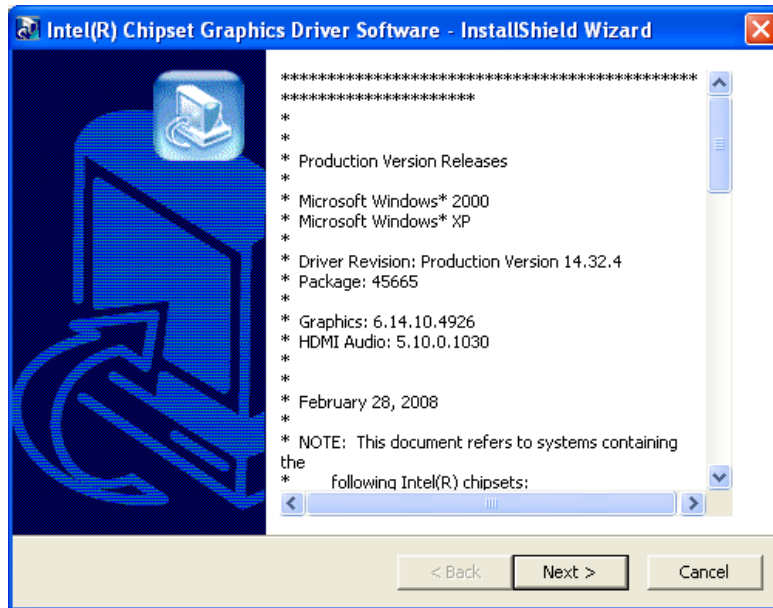 Intel(R) Chipset Graphics Driver Software - InstallShield Wizard
*********************************************
*********************
*
*
* Production Version Releases
*
* Microsoft Windows* 2000
* Microsoft Windows* XP
*
* Driver Revision: Production Version 14.32.4
* Package: 45665
*
* Graphics: 6.14.10.4926
* HDMI Audio: 5.10.0.1030
*
*
* February 28, 2008
*
* NOTE: This document refers to systems containing
the
* following Intel(R) chipsets:
< Back
Next >
Cancel